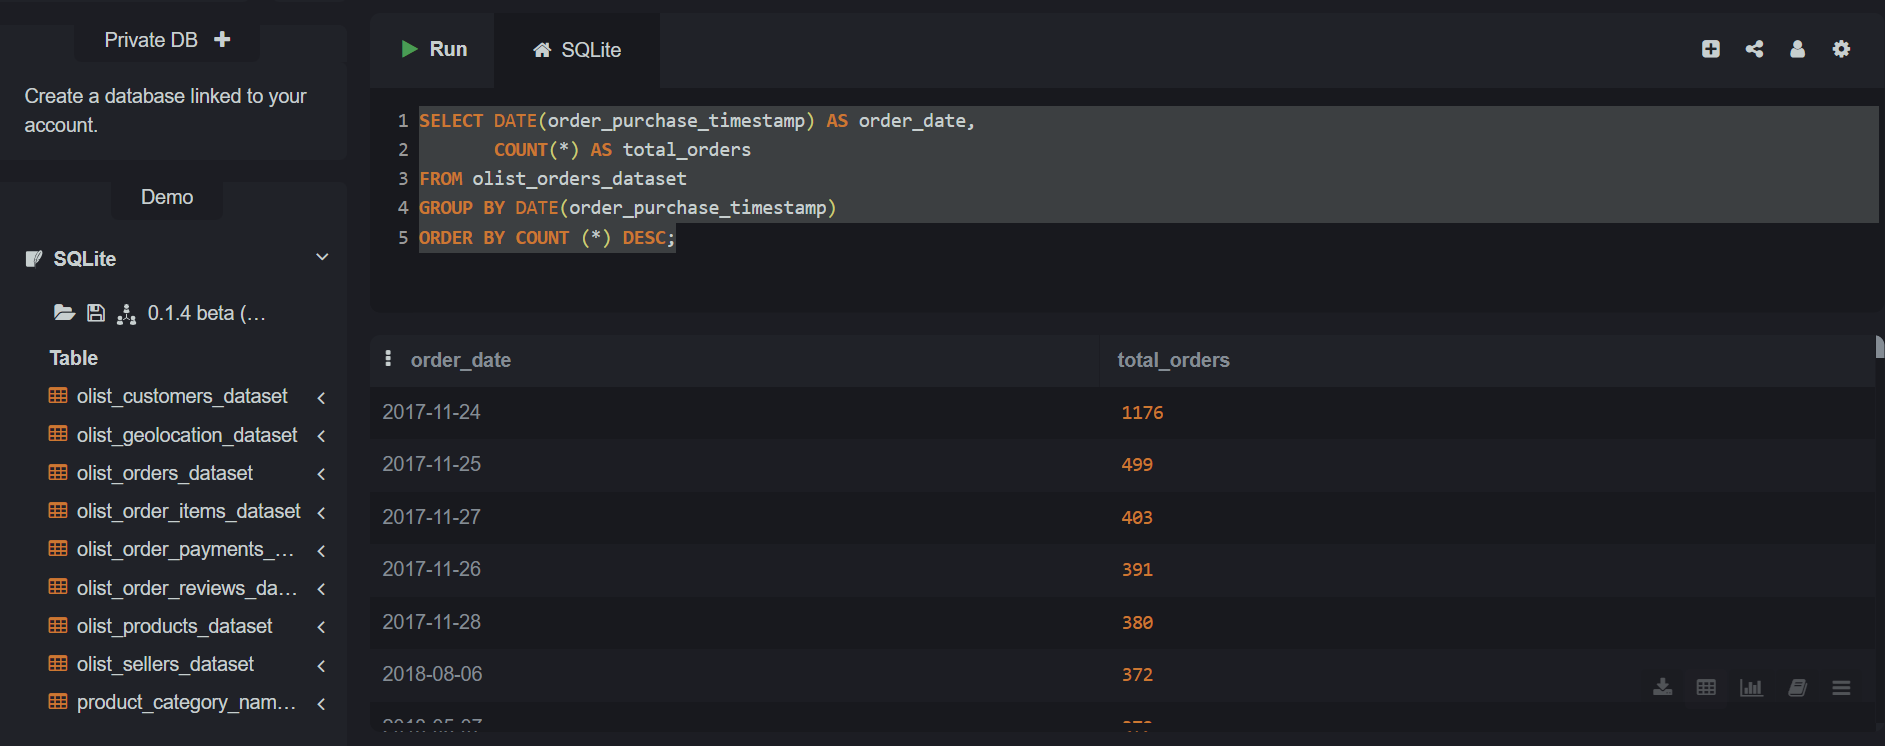 Private DB
Create a database linked to your
account.
Demo
SQLite
0.1.4 beta (...
Table
olist_customers_dataset
olist_geolocation_dataset
olist_orders_dataset
olist_order_items_dataset
olist_order_payments_...
olist_order_reviews_da...
olist_products_dataset
olist_sellers_dataset
product_category_nam...
Run
SQLite
1 SELECT DATE(order_purchase_timestamp) AS order_date,
2 COUNT(*) AS total_orders
3 FROM olist_orders_dataset
4 GROUP BY DATE(order_purchase_timestamp)
5 ORDER BY COUNT (*) DESC;
order_date total_orders
2017-11-24 1176
2017-11-25 499
2017-11-27 403
2017-11-26 391
2017-11-28 380
2018-08-06 372